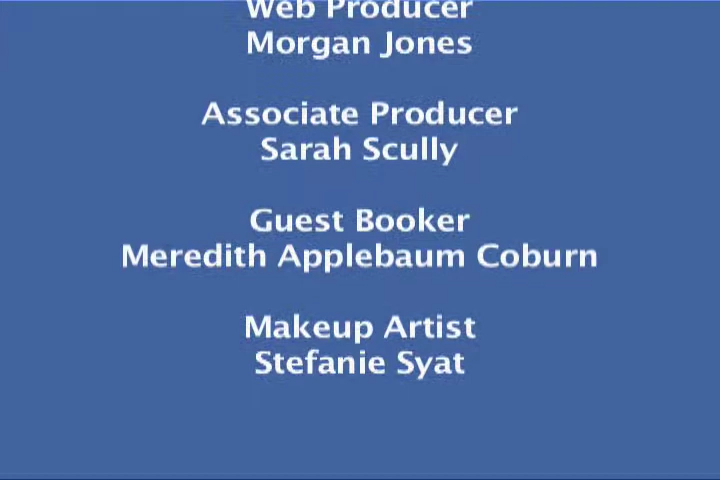 Web Producer
Morgan Jones
Associate Producer
Sarah Scully
Guest Booker
Meredith Applebaum Coburn
Makeup Artist
Stefanie Syat